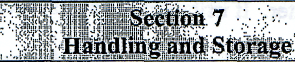 Section 7
Handling and Storage